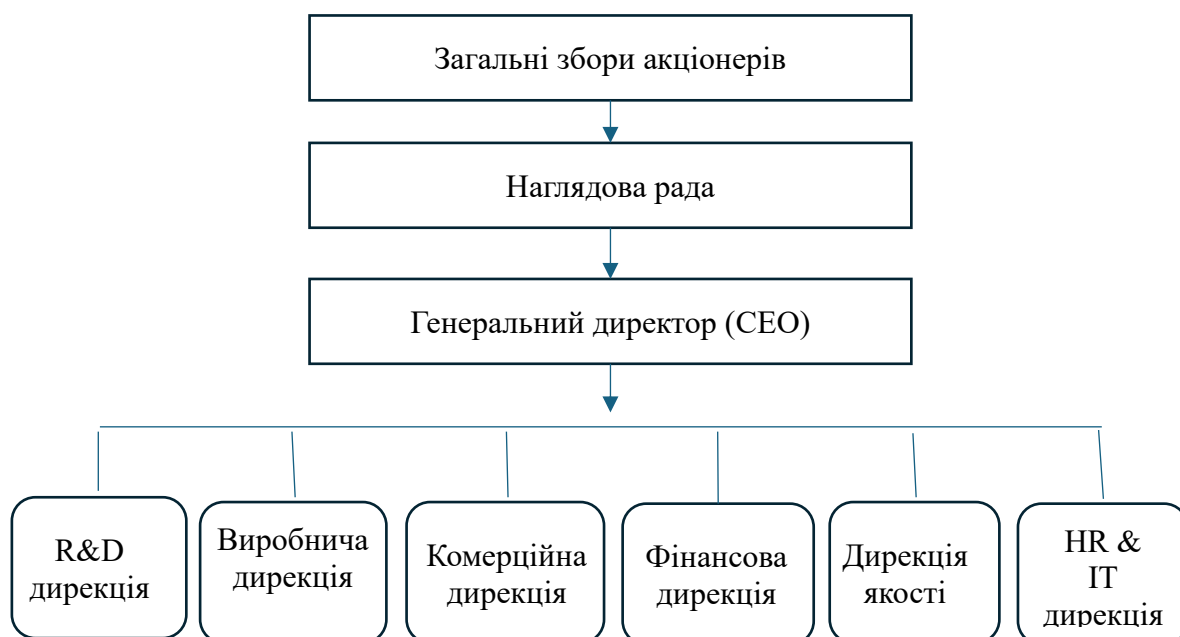 Загальні збори акціонерів
Наглядова рада
Генеральний директор (CEO)
R&D
дирекція
Виробнича
дирекція
Комерційна
дирекція
Фінансова
дирекція
Дирекція
якості
HR &
IT
дирекція